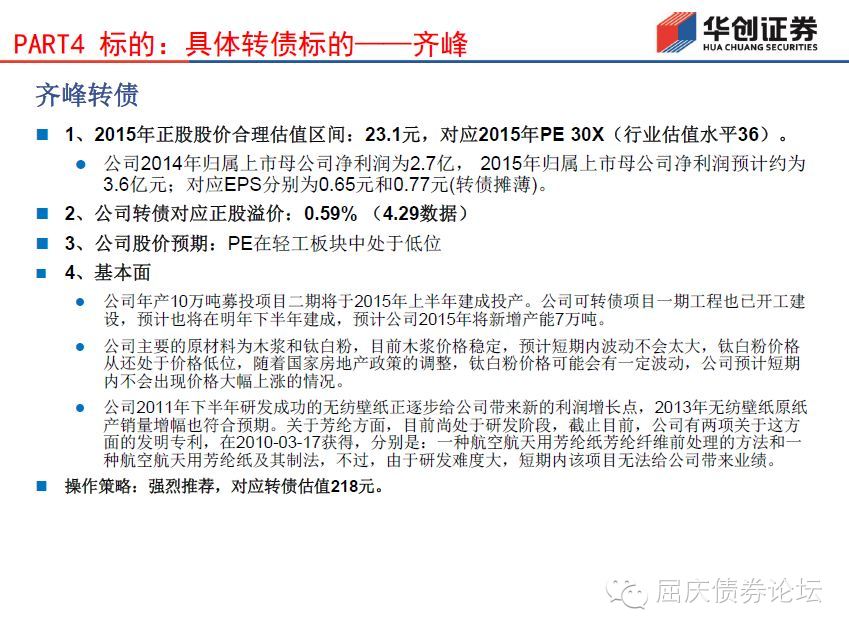 PART4 标的：具体转债标的——齐峰
华创证券
HUA CHUANG SECURITIES
齐峰转债
1、2015年正股股价合理估值区间：23.1元，对应2015年PE 30X（行业估值水平36）。
公司2014年归属上市母公司净利润为2.7亿， 2015年归属上市母公司净利润预计约为
3.6亿元；对应EPS分别为0.65元和0.77元(转债摊薄)。
2、公司转债对应正股溢价：0.59% （4.29数据）
3、公司股价预期：PE在轻工板块中处于低位
4、基本面
公司年产10万吨募投项目二期将于2015年上半年建成投产。公司可转债项目一期工程也已开工建
设，预计也将在明年下半年建成，预计公司2015年将新增产能7万吨。
公司主要的原材料为木浆和钛白粉，目前木浆价格稳定，预计短期内波动不会太大，钛白粉价格
从还处于价格低位，随着国家房地产政策的调整，钛白粉价格可能会有一定波动，公司预计短期
内不会出现价格大幅上涨的情况。
公司2011年下半年研发成功的无纺壁纸正逐步给公司带来新的利润增长点，2013年无纺壁纸原纸
产销量增幅也符合预期。关于芳纶方面，目前尚处于研发阶段，截止目前，公司有两项关于这方
面的发明专利，在2010-03-17获得，分别是：一种航空航天用芳纶纸芳纶纤维前处理的方法和一
种航空航天用芳纶纸及其制法，不过，由于研发难度大，短期内该项目无法给公司带来业绩。
操作策略：强烈推荐，对应转债估值218元。
屈庆债券论坛